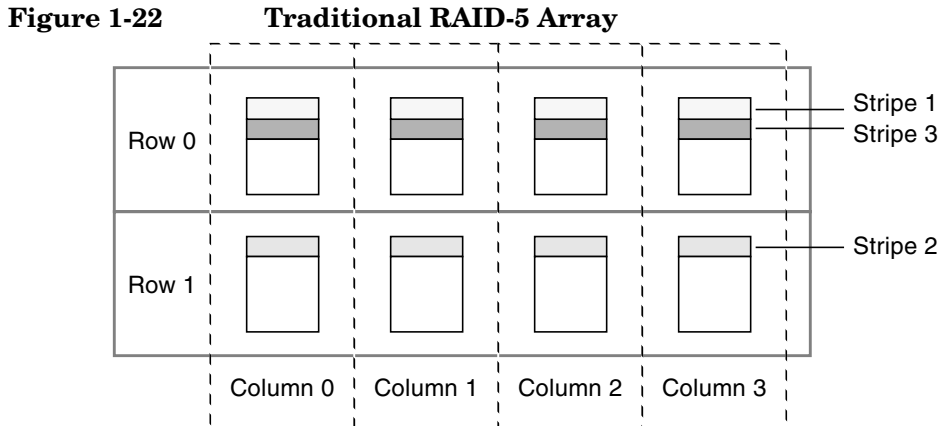 Figure 1-22 Traditional RAID-5 Array
Stripe 1
Row 0
Stripe 3
Row 1
Stripe 2
Column 0 Column 1 Column 2 Column 3